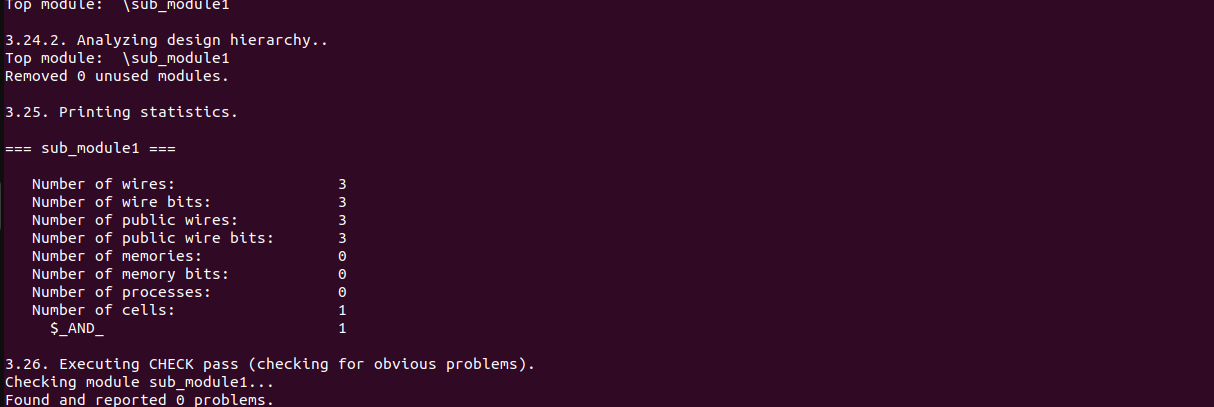 Top module:  \sub_module1
3.24.2. Analyzing design hierarchy..
Top module:  \sub_module1
Removed 0 unused modules.
3.25. Printing statistics.
=== sub_module1 ===
Number of wires: 3
Number of wire bits: 3
Number of public wires: 3
Number of public wire bits: 3
Number of memories: 0
Number of memory bits: 0
Number of processes: 0
Number of cells: 1
$_AND_ 1
3.26. Executing CHECK pass (checking for obvious problems).
Checking module sub_module1...
Found and reported 0 problems.